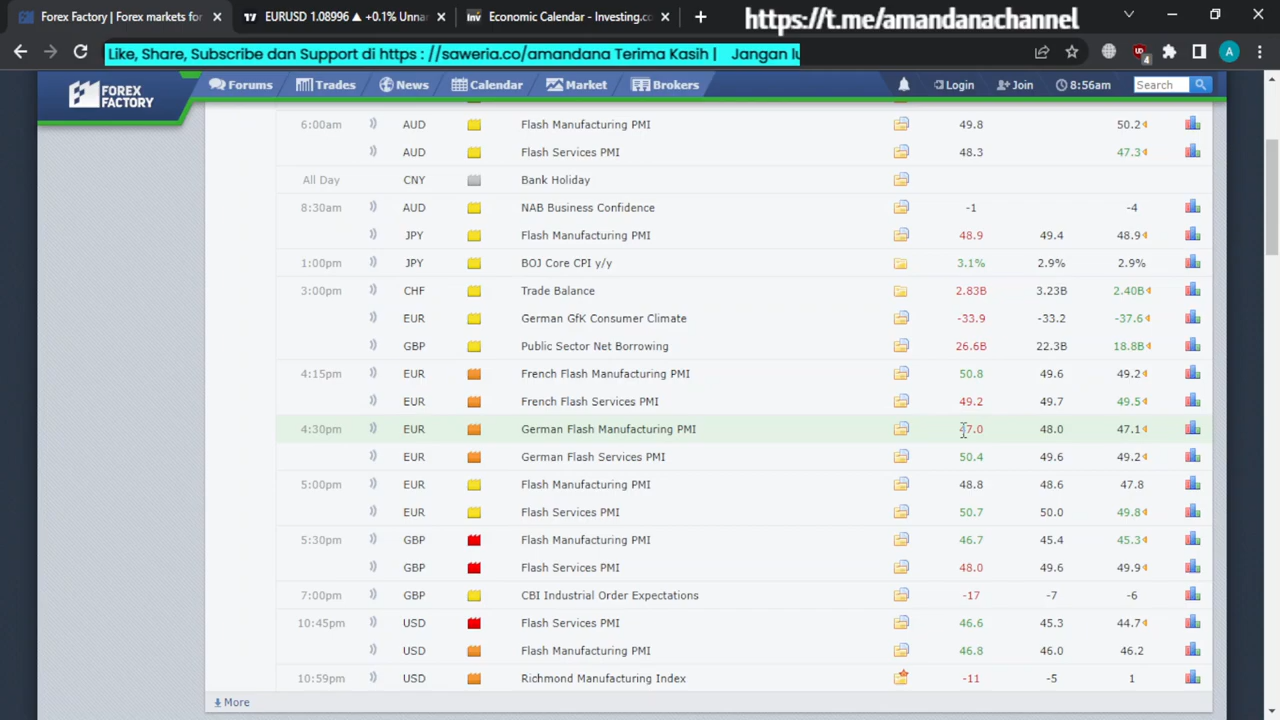 Forex Factory | Forex markets for
EURUSD 1.08996 ▲ +0.1% Unna
Economic Calendar - Investing.co
https://t.me/amandanachannel
Like, Share, Subscribe dan Support di https : //saweria.co/amandana Terima Kasih | Jangan lu
4
A
FOREX FACTORY
Forums Trades News Calendar Market Brokers Login Join 8:56am Search
6:00am AUD Flash Manufacturing PMI 49.8 50.2
AUD Flash Services PMI 48.3 47.3
All Day CNY Bank Holiday
8:30am AUD NAB Business Confidence -1 -4
JPY Flash Manufacturing PMI 48.9 49.4 48.9
1:00pm JPY BOJ Core CPI y/y 3.1% 2.9% 2.9%
3:00pm CHF Trade Balance 2.83B 3.23B 2.40B
EUR German GfK Consumer Climate -33.9 -33.2 -37.6
GBP Public Sector Net Borrowing 26.6B 22.3B 18.8B
4:15pm EUR French Flash Manufacturing PMI 50.8 49.6 49.2
EUR French Flash Services PMI 49.2 49.7 49.5
4:30pm EUR German Flash Manufacturing PMI 47.0 48.0 47.1
EUR German Flash Services PMI 50.4 49.6 49.2
5:00pm EUR Flash Manufacturing PMI 48.8 48.6 47.8
EUR Flash Services PMI 50.7 50.0 49.8
5:30pm GBP Flash Manufacturing PMI 46.7 45.4 45.3
GBP Flash Services PMI 48.0 49.6 49.9
7:00pm GBP CBI Industrial Order Expectations -17 -7 -6
10:45pm USD Flash Services PMI 46.6 45.3 44.7
USD Flash Manufacturing PMI 46.8 46.0 46.2
10:59pm USD Richmond Manufacturing Index -11 -5 1
More